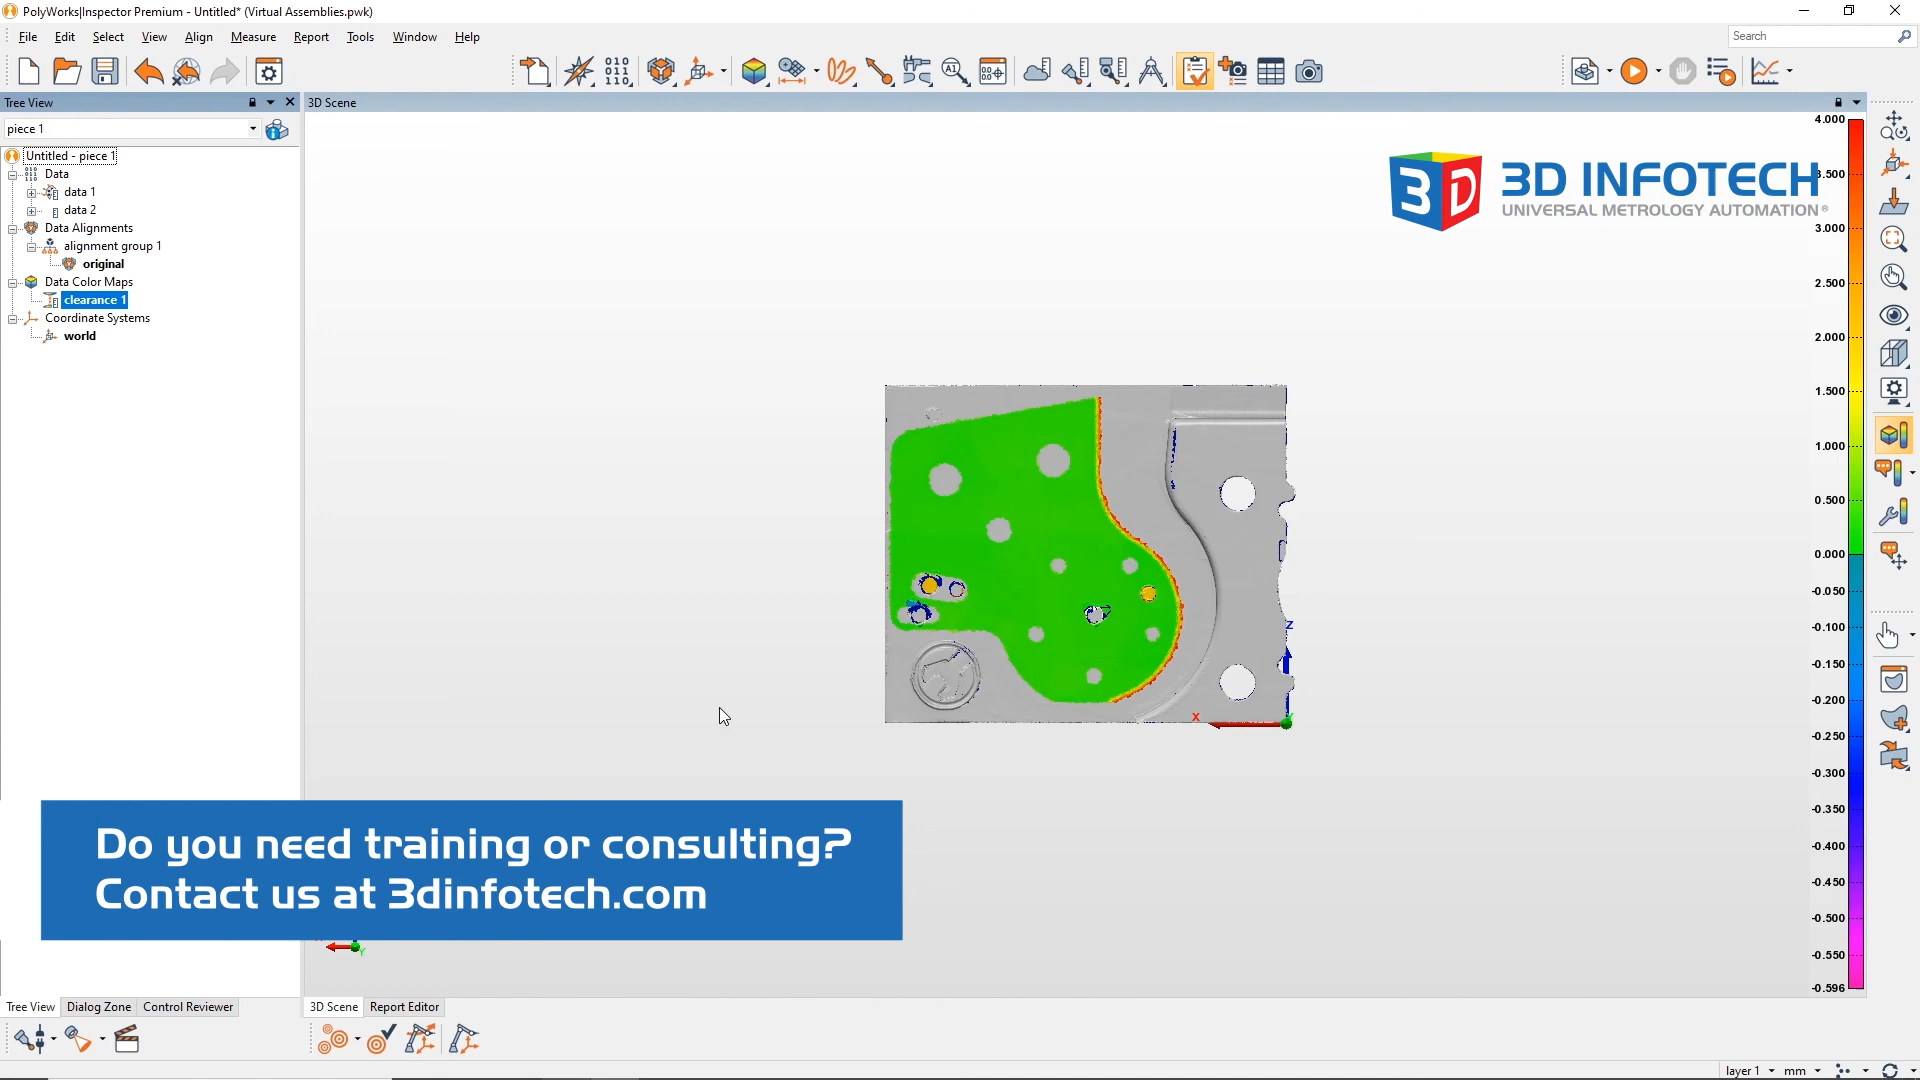 PolyWorks|Inspector Premium - Untitled* (Virtual Assemblies.pwk)
File Edit Select View Align Measure Report Tools Window Help
Search
Tree View
3D Scene
piece 1
Untitled - piece 1
Data
data 1
data 2
Data Alignments
alignment group 1
original
Data Color Maps
clearance 1
Coordinate Systems
world
3D
3D INFOTECH
UNIVERSAL METROLOGY AUTOMATION®
4.000
3.500
3.000
2.500
2.000
1.500
1.000
0.500
0.000
-0.050
-0.100
-0.150
-0.200
-0.250
-0.300
-0.350
-0.400
-0.450
-0.500
-0.550
-0.596
Z
X
Y
Do you need training or consulting?
Contact us at 3dinfotech.com
Y
Tree View Dialog Zone Control Reviewer
3D Scene Report Editor
layer 1 mm